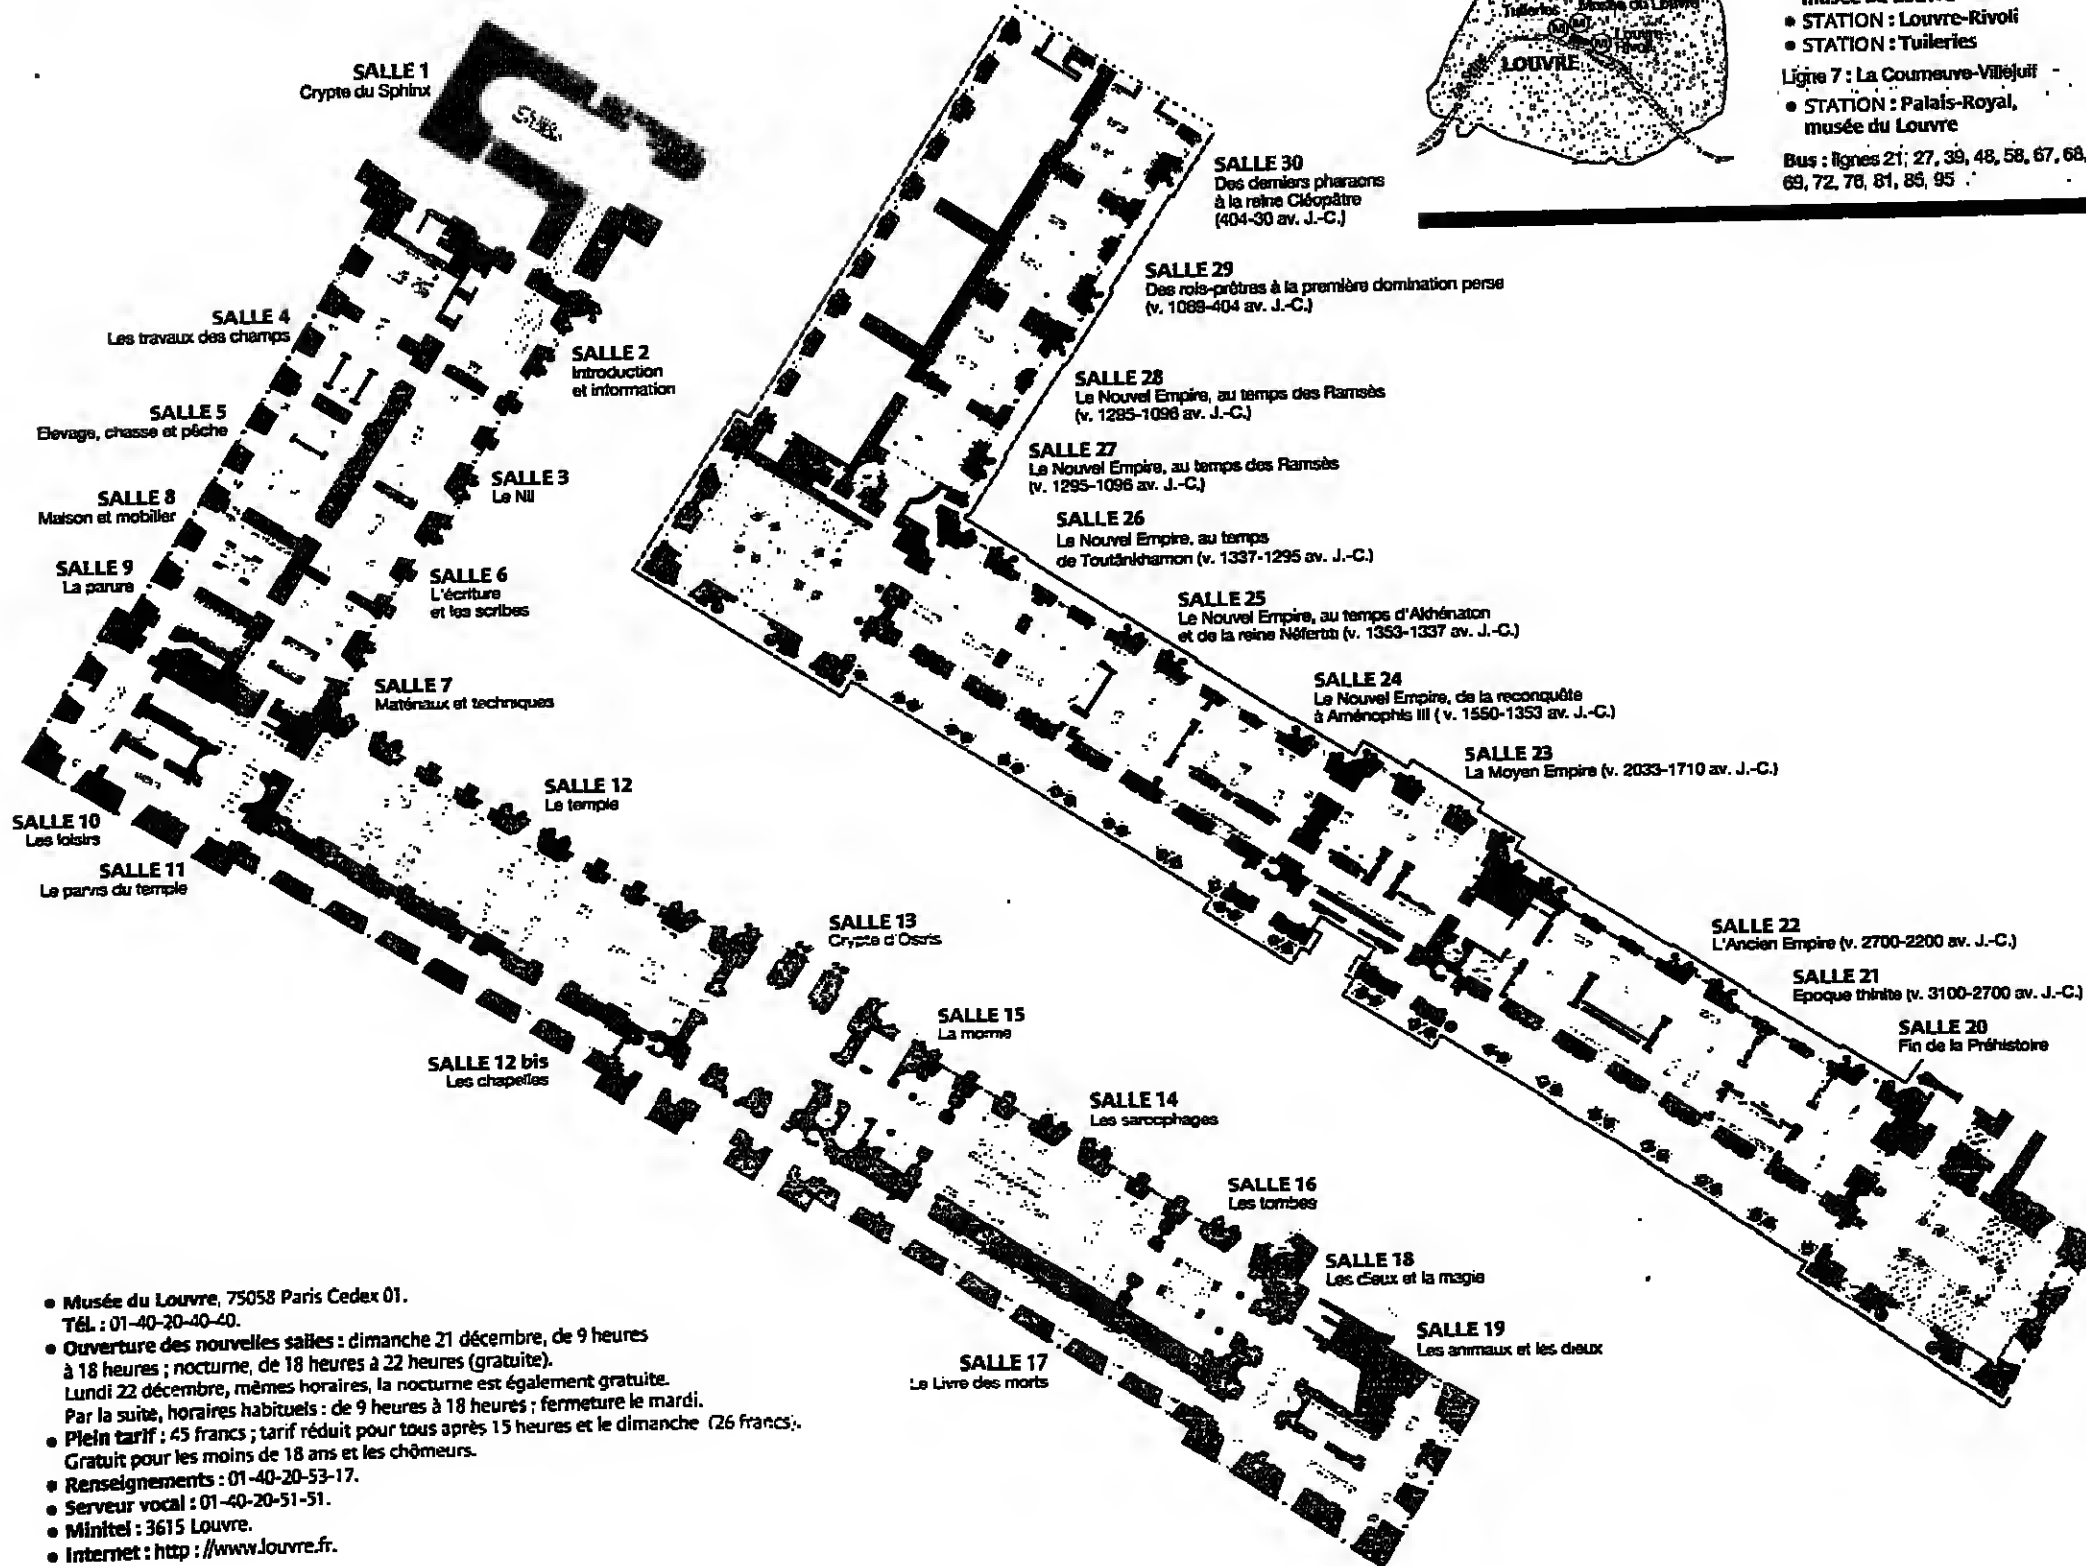 SALLE 1
Crypte du Sphinx
SALLE 4
Les travaux des champs
SALLE 2
Introduction
et information
SALLE 5
Elevage, chasse et pêche
SALLE 3
Le Nil
SALLE 8
Maison et mobilier
SALLE 9
La parure
SALLE 6
L'écriture
et les scribes
SALLE 7
Matériaux et techniques
SALLE 10
Les loisirs
SALLE 11
Le parvis du temple
SALLE 12
Le temple
SALLE 12 bis
Les chapelles
SALLE 13
Crypte d'Osiris
SALLE 15
La momie
SALLE 14
Les sarcophages
SALLE 16
Les tombes
SALLE 17
Le Livre des morts
SALLE 18
Les dieux et la magie
SALLE 19
Les animaux et les dieux
SALLE 30
Des derniers pharaons
à la reine Cléopâtre
(404-30 av. J.-C.)
SALLE 29
Des rois-prêtres à la première domination perse
(v. 1069-404 av. J.-C.)
SALLE 28
Le Nouvel Empire, au temps des Ramsès
(v. 1295-1096 av. J.-C.)
SALLE 27
Le Nouvel Empire, au temps des Ramsès
(v. 1295-1096 av. J.-C.)
SALLE 26
Le Nouvel Empire, au temps
de Toutânkhamon (v. 1337-1295 av. J.-C.)
SALLE 25
Le Nouvel Empire, au temps d'Akhénaton
et de la reine Néfertiti (v. 1353-1337 av. J.-C.)
SALLE 24
Le Nouvel Empire, de la reconquête
à Aménophis III ( v. 1550-1353 av. J.-C.)
SALLE 23
La Moyen Empire (v. 2033-1710 av. J.-C.)
SALLE 22
L'Ancien Empire (v. 2700-2200 av. J.-C.)
SALLE 21
Epoque thinite (v. 3100-2700 av. J.-C.)
SALLE 20
Fin de la Préhistoire
Tuileries Musée du Louvre
Louvre-
Rivoli
LOUVRE
musée du Louvre
• STATION : Louvre-Rivoli
• STATION : Tuileries
Ligne 7 : La Courneuve-Villejuif
• STATION : Palais-Royal,
musée du Louvre
Bus : lignes 21, 27, 39, 48, 58, 67, 68,
69, 72, 76, 81, 85, 95
• Musée du Louvre, 75058 Paris Cedex 01.
Tél. : 01-40-20-40-40.
• Ouverture des nouvelles salles : dimanche 21 décembre, de 9 heures
à 18 heures ; nocturne, de 18 heures à 22 heures (gratuite).
Lundi 22 décembre, mêmes horaires, la nocturne est également gratuite.
Par la suite, horaires habituels : de 9 heures à 18 heures ; fermeture le mardi.
• Plein tarif : 45 francs ; tarif réduit pour tous après 15 heures et le dimanche (26 francs).
Gratuit pour les moins de 18 ans et les chômeurs.
• Renseignements : 01-40-20-53-17.
• Serveur vocal : 01-40-20-51-51.
• Minitel : 3615 Louvre.
• Internet : http : //www.louvre.fr.